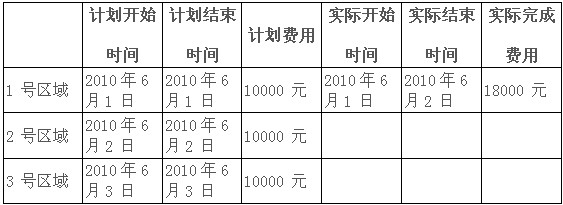 计划开始时间 计划结束时间 计划费用 实际开始时间 实际结束时间 实际完成费用
1 号区域 2010 年 6 月 1 日 2010 年 6 月 1 日 10000 元 2010 年 6 月 1 日 2010 年 6 月 2 日 18000 元
2 号区域 2010 年 6 月 2 日 2010 年 6 月 2 日 10000 元
3 号区域 2010 年 6 月 3 日 2010 年 6 月 3 日 10000 元